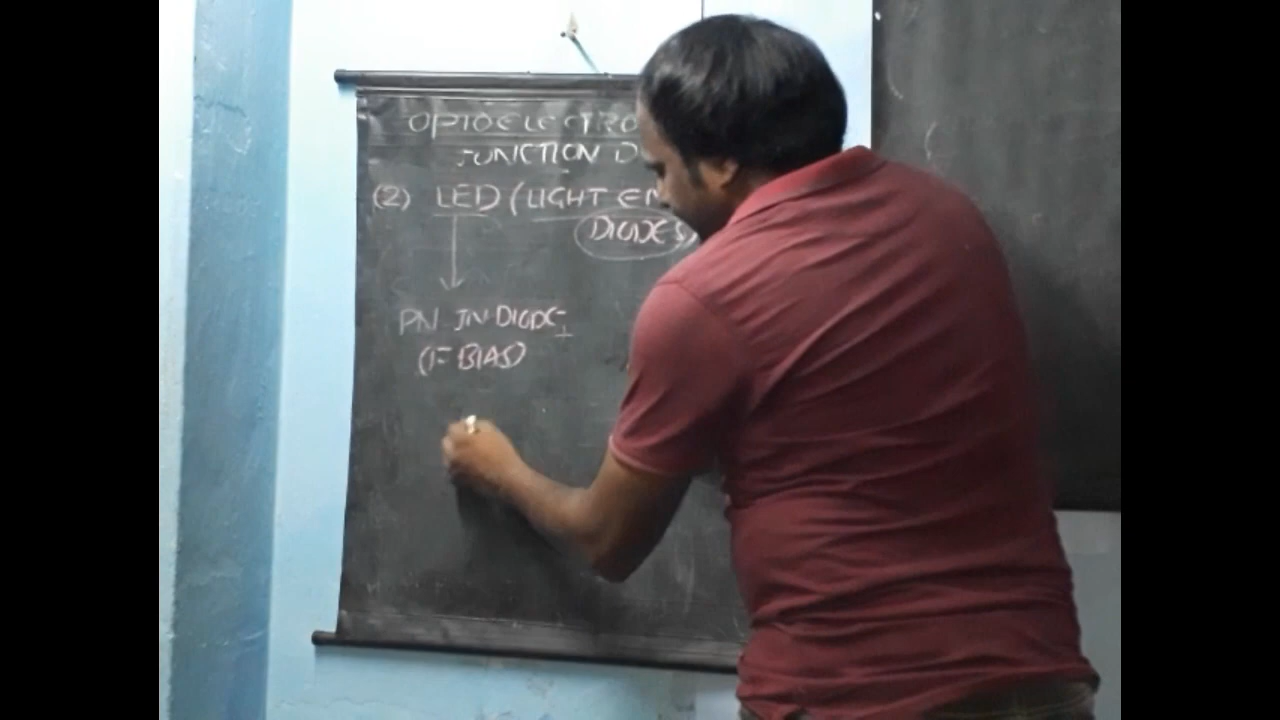 OPTOELECTRO
JUNCTION D
(2) LED (LIGHT EM
DIODES)
PN JN DIODE
(F BIAS)